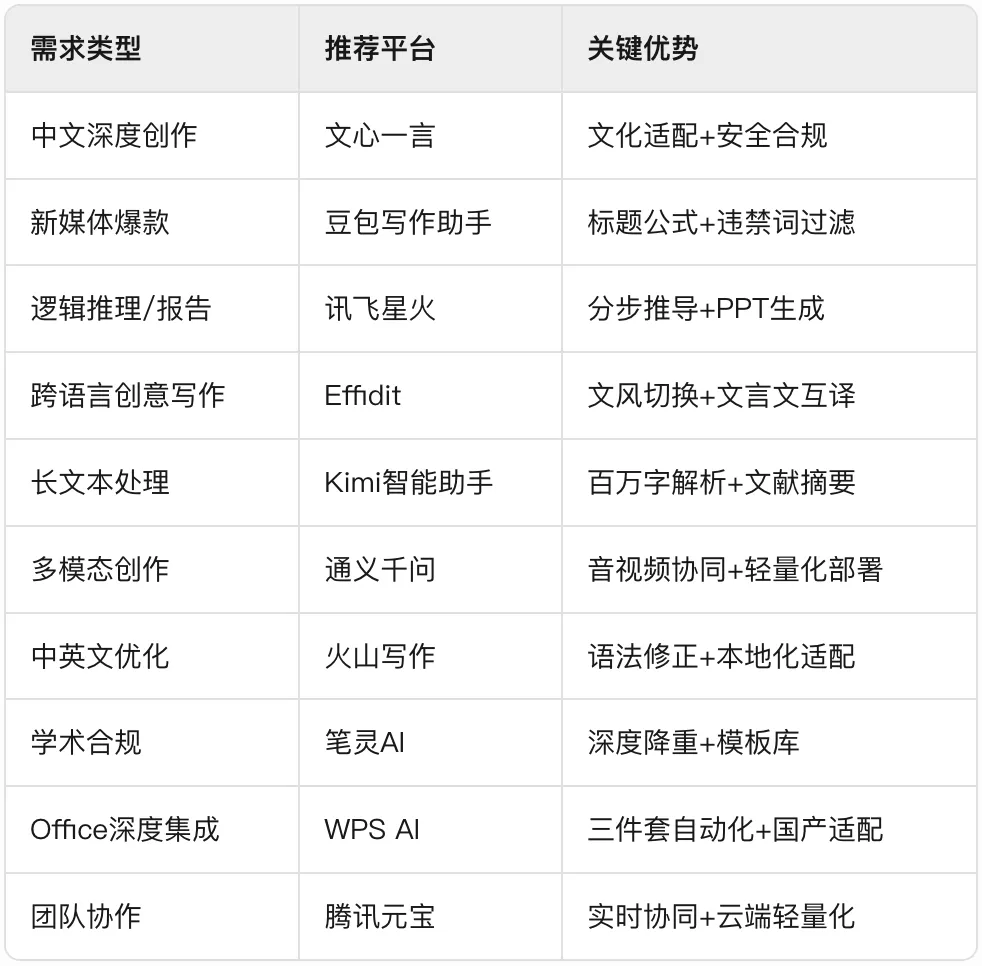 需求类型 推荐平台 关键优势
中文深度创作 文心一言 文化适配+安全合规
新媒体爆款 豆包写作助手 标题公式+违禁词过滤
逻辑推理/报告 讯飞星火 分步推导+PPT生成
跨语言创意写作 Effidit 文风切换+文言文互译
长文本处理 Kimi智能助手 百万字解析+文献摘要
多模态创作 通义千问 音视频协同+轻量化部署
中英文优化 火山写作 语法修正+本地化适配
学术合规 笔灵AI 深度降重+模板库
Office深度集成 WPS AI 三件套自动化+国产适配
团队协作 腾讯元宝 实时协同+云端轻量化